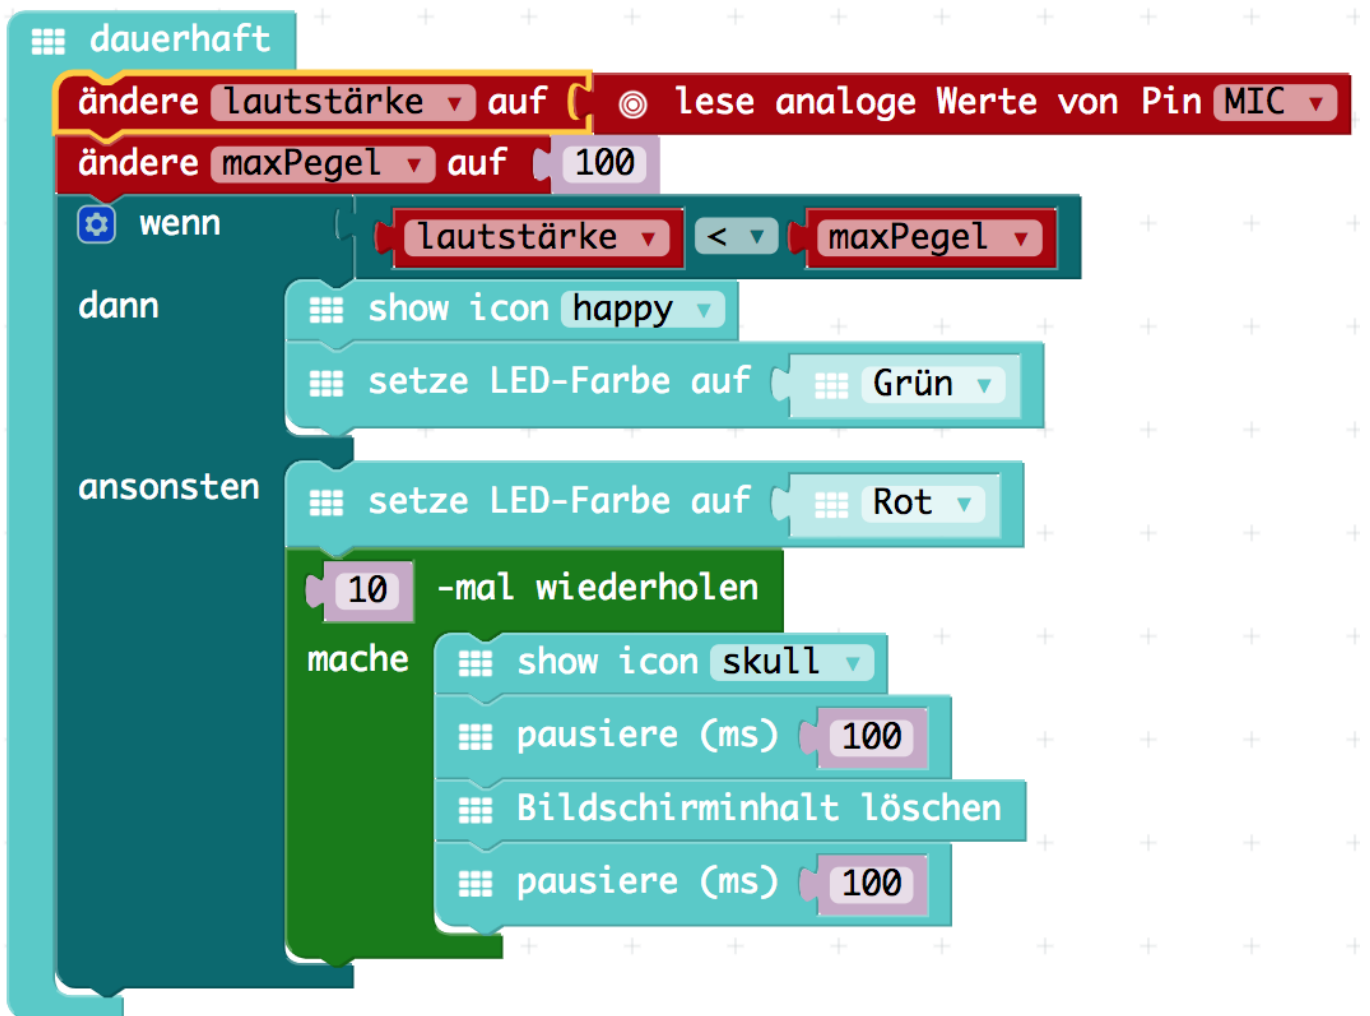 dauerhaft
ändere lautstärke auf lese analoge Werte von Pin MIC
ändere maxPegel auf 100
wenn lautstärke < maxPegel
dann show icon happy
setze LED-Farbe auf Grün
ansonsten setze LED-Farbe auf Rot
10 -mal wiederholen
mache show icon skull
pausiere (ms) 100
Bildschirminhalt löschen
pausiere (ms) 100